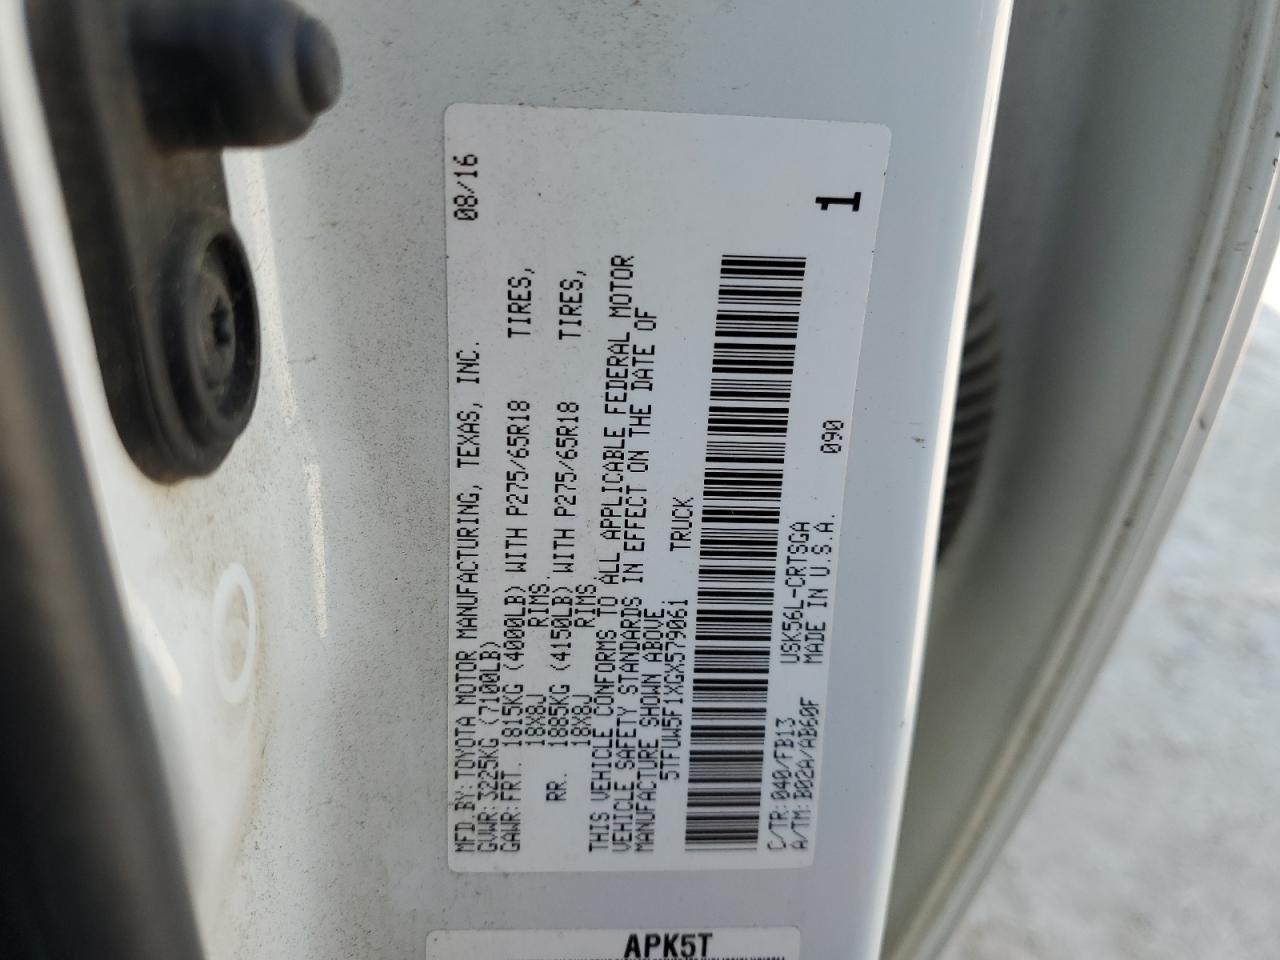 MFD.BY: TOYOTA MOTOR MANUFACTURING, TEXAS, INC. 08/16
GVWR: 3225KG (7100LB)
GAWR: FRT. 1815KG (4000LB) WITH P275/65R18 TIRES,
18X8J RIMS.
RR. 1885KG (4150LB) WITH P275/65R18 TIRES,
18X8J RIMS.
THIS VEHICLE CONFORMS TO ALL APPLICABLE FEDERAL MOTOR
VEHICLE SAFETY STANDARDS IN EFFECT ON THE DATE OF
MANUFACTURE SHOWN ABOVE.
5TFUW5F1XGX579061 TRUCK
C/TR: 040/FB13 USK56L-CRTSGA
A/TM: B02A/AB60F MADE IN U.S.A. 090
1
APK5T